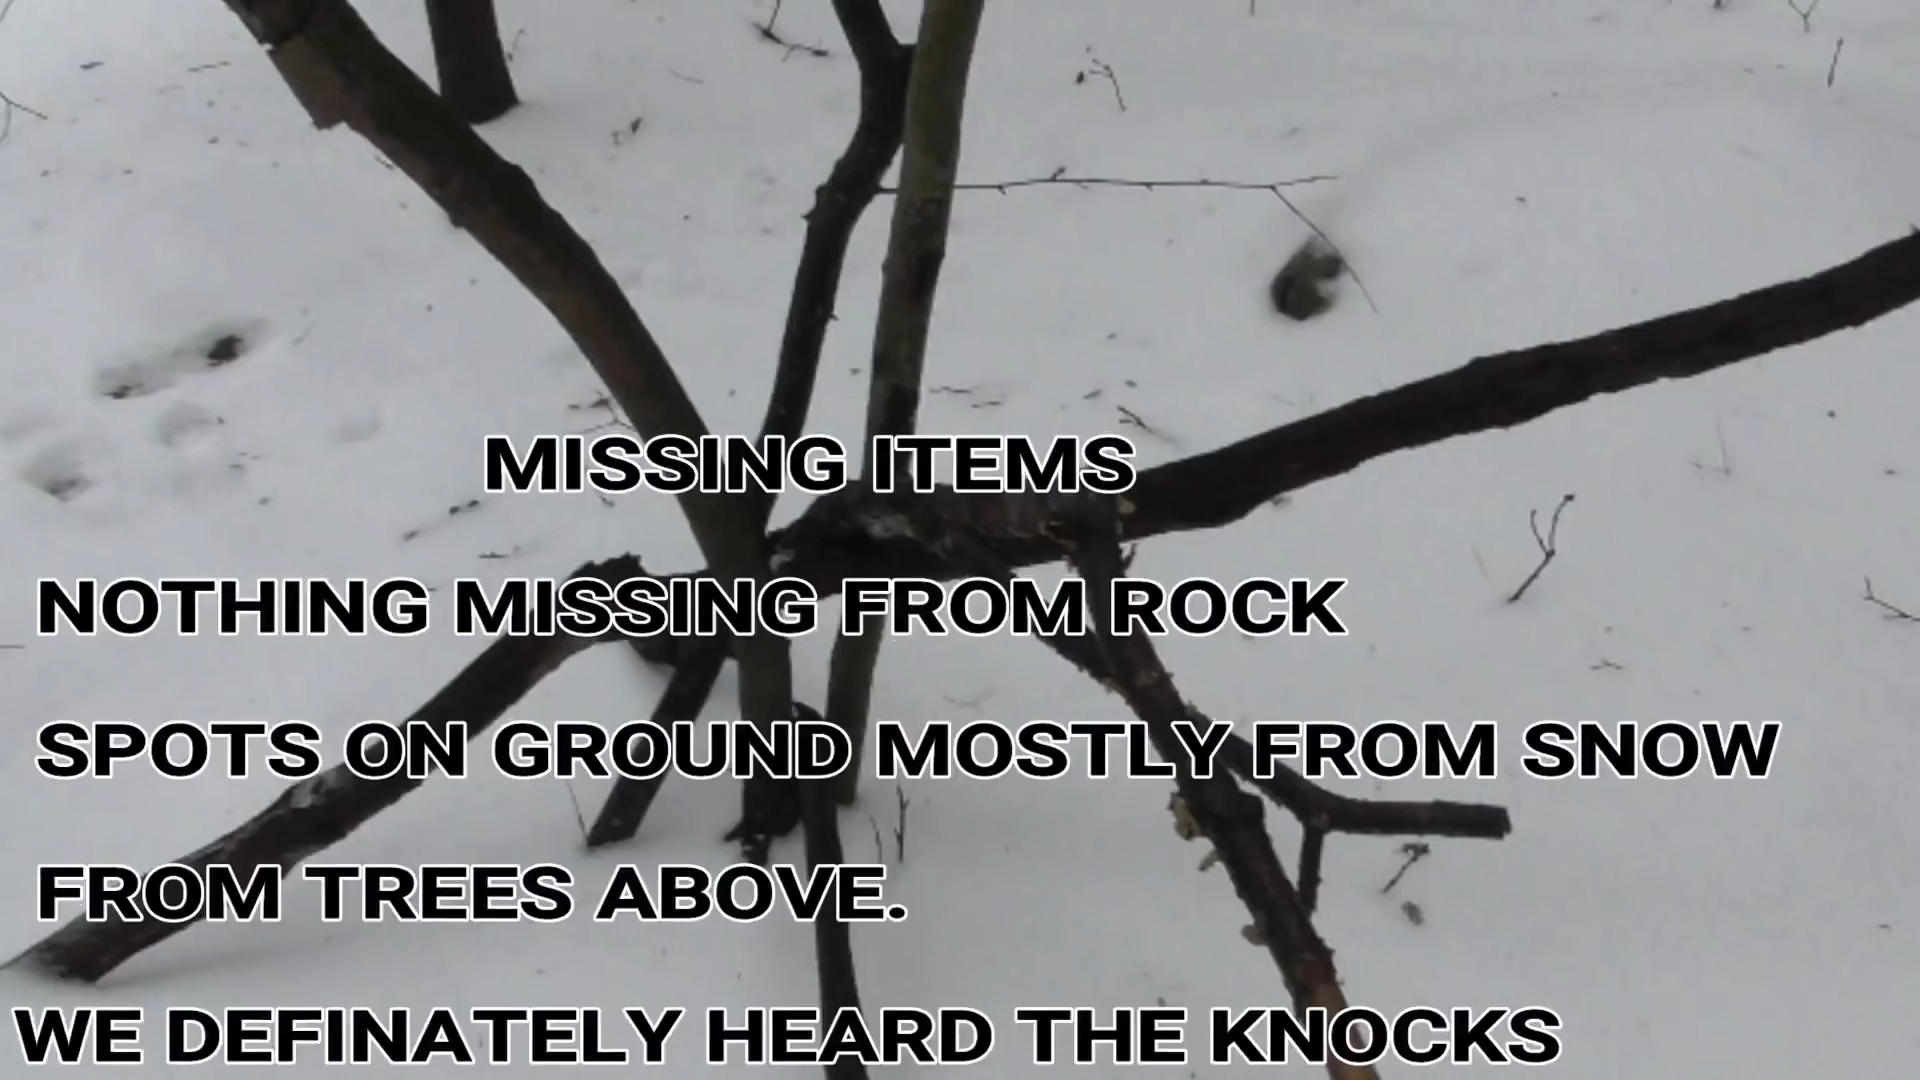 MISSING ITEMS
NOTHING MISSING FROM ROCK
SPOTS ON GROUND MOSTLY FROM SNOW
FROM TREES ABOVE.
WE DEFINATELY HEARD THE KNOCKS